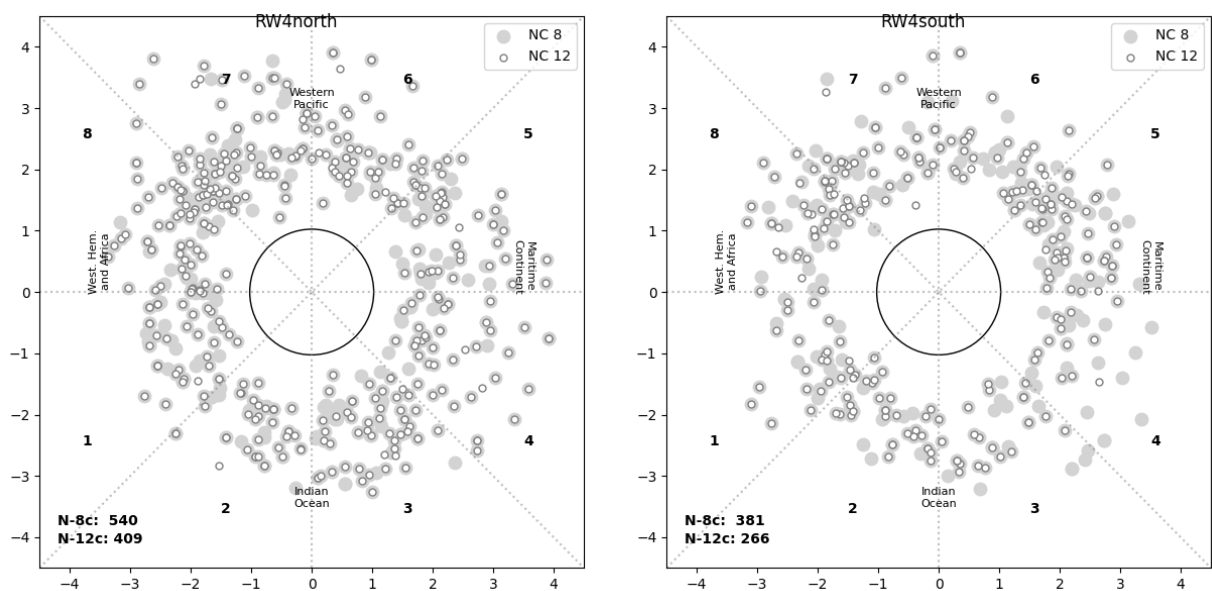 RW4north
NC 8
NC 12
7
6
Western
Pacific
8
5
West. Hem.
and Africa
Maritime
Continent
1
4
Indian
Ocean
2
3
N-8c: 540
N-12c: 409
4
3
2
1
0
−1
−2
−3
−4
−4
−3
−2
−1
0
1
2
3
4
RW4south
NC 8
NC 12
7
6
Western
Pacific
8
5
West. Hem.
and Africa
Maritime
Continent
1
4
Indian
Ocean
2
3
N-8c: 381
N-12c: 266
4
3
2
1
0
−1
−2
−3
−4
−4
−3
−2
−1
0
1
2
3
4